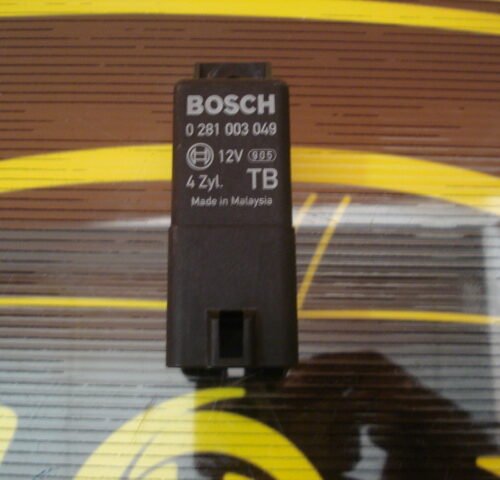 BOSCH
0 281 003 049
12V 905
4 Zyl. TB
Made in Malaysia